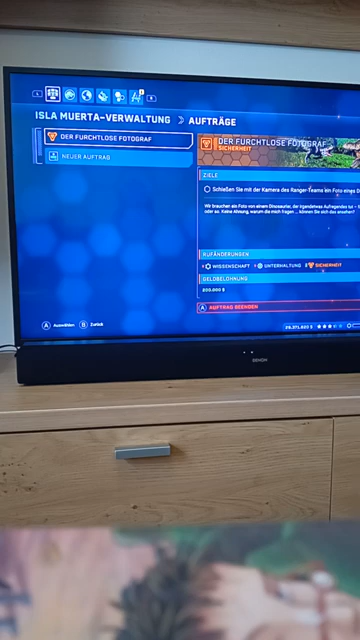 ISLA MUERTA-VERWALTUNG > AUFTRÄGE
DER FURCHTLOSE FOTOGRAF
NEUER AUFTRAG
DER FURCHTLOSE FOTOGRAF
SICHERHEIT
ZIELE
Schießen Sie mit der Kamera des Ranger-Teams ein Foto eines D
Wir brauchen ein Foto von einem Dinosaurier, der irgendetwas Aufregendes tut –
oder so. Keine Ahnung, warum die mich fragen ... können Sie sich das ansehen?
RUFÄNDERUNGEN
WISSENSCHAFT UNTERHALTUNG SICHERHEIT
GELDBELOHNUNG
200.000 $
A AUFTRAG BEENDEN
A Auswählen B Zurück
DENON